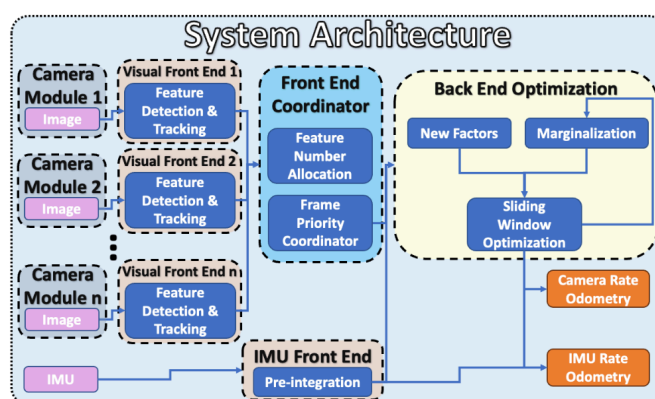 System Architecture
Camera
Module 1
Image
Visual Front End 1
Feature
Detection &
Tracking
Camera
Module 2
Image
Visual Front End 2
Feature
Detection &
Tracking
Camera
Module n
Image
Visual Front End n
Feature
Detection &
Tracking
IMU
IMU Front End
Pre-integration
Front End
Coordinator
Feature
Number
Allocation
Frame
Priority
Coordinator
Back End Optimization
New Factors
Marginalization
Sliding
Window
Optimization
Camera Rate
Odometry
IMU Rate
Odometry